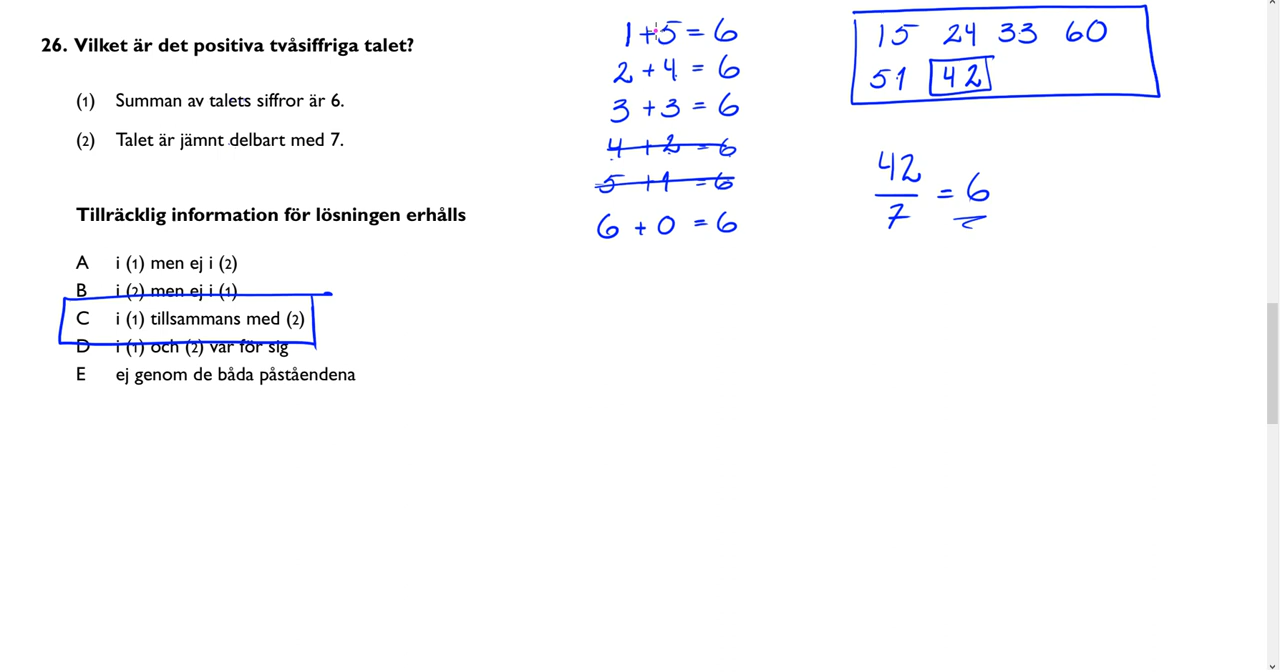 26. Vilket är det positiva tvåsiffriga talet?
(1) Summan av talets siffror är 6.
(2) Talet är jämnt delbart med 7.
Tillräcklig information för lösningen erhålls
A i (1) men ej i (2)
B i (2) men ej i (1)
C i (1) tillsammans med (2)
D i (1) och (2) var för sig
E ej genom de båda påståendena
1+5=6
2+4=6
3+3=6
4+2=6
5+1=6
6+0=6
15 24 33 60
51 42
42
7
= 6